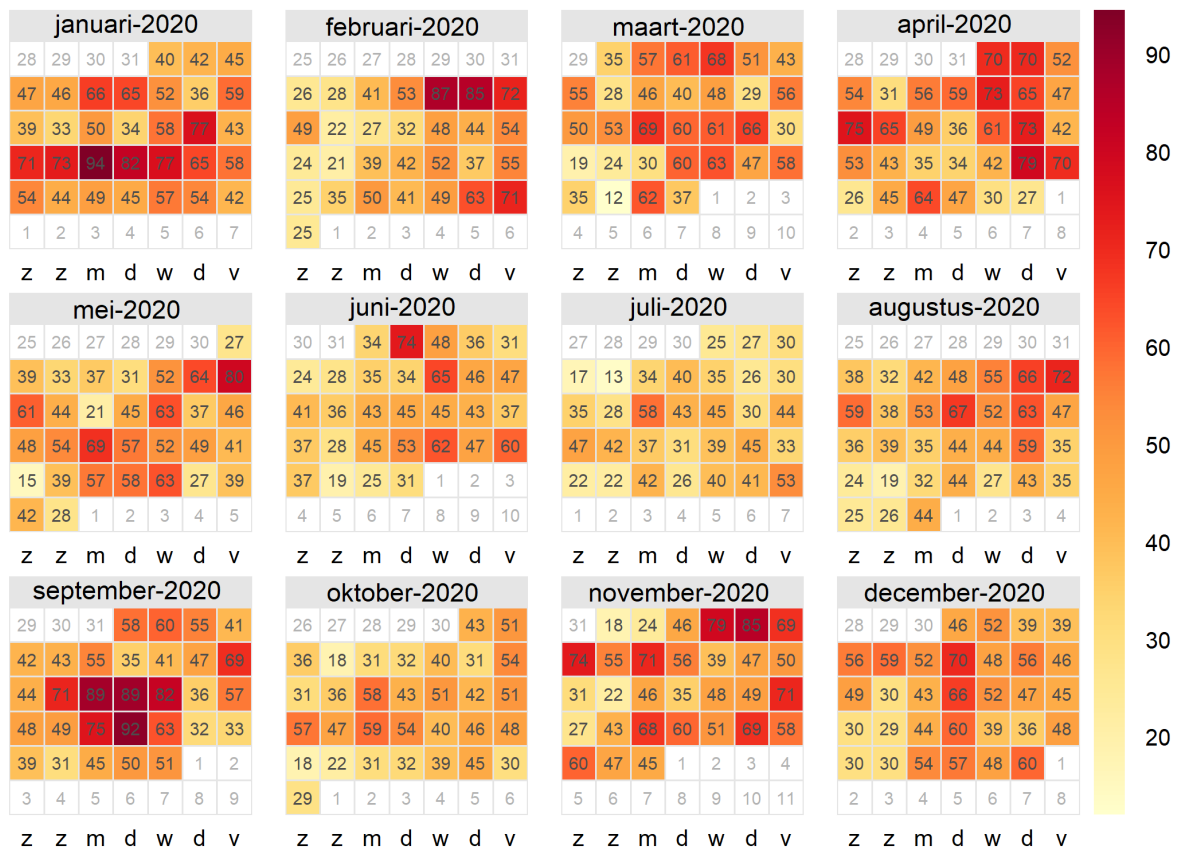 januari-2020
28 29 30 31 40 42 45
47 46 66 65 52 36 59
39 33 50 34 58 77 43
71 73 94 82 77 65 58
54 44 49 45 57 54 42
1 2 3 4 5 6 7
z z m d w d v
februari-2020
25 26 27 28 29 30 31
26 28 41 53 87 85 72
49 22 27 32 48 44 54
24 21 39 42 52 37 55
25 35 50 41 49 63 71
25 1 2 3 4 5 6
z z m d w d v
maart-2020
29 35 57 61 68 51 43
55 28 46 40 48 29 56
50 53 69 60 61 66 30
19 24 30 60 63 47 58
35 12 62 37 1 2 3
4 5 6 7 8 9 10
z z m d w d v
april-2020
28 29 30 31 70 70 52
54 31 56 59 73 65 47
75 65 49 36 61 73 42
53 43 35 34 42 79 70
26 45 64 47 30 27 1
2 3 4 5 6 7 8
z z m d w d v
mei-2020
25 26 27 28 29 30 27
39 33 37 31 52 64 80
61 44 21 45 63 37 46
48 54 69 57 52 49 41
15 39 57 58 63 27 39
42 28 1 2 3 4 5
z z m d w d v
juni-2020
30 31 34 74 48 36 31
24 28 35 34 65 46 47
41 36 43 45 45 43 37
37 28 45 53 62 47 60
37 19 25 31 1 2 3
4 5 6 7 8 9 10
z z m d w d v
juli-2020
27 28 29 30 25 27 30
17 13 34 40 35 26 30
35 28 58 43 45 30 44
47 42 37 31 39 45 33
22 22 42 26 40 41 53
1 2 3 4 5 6 7
z z m d w d v
augustus-2020
25 26 27 28 29 30 31
38 32 42 48 55 66 72
59 38 53 67 52 63 47
36 39 35 44 44 59 35
24 19 32 44 27 43 35
25 26 44 1 2 3 4
z z m d w d v
september-2020
29 30 31 58 60 55 41
42 43 55 35 41 47 69
44 71 89 89 82 36 57
48 49 75 92 63 32 33
39 31 45 50 51 1 2
3 4 5 6 7 8 9
z z m d w d v
oktober-2020
26 27 28 29 30 43 51
36 18 31 32 40 31 54
31 36 58 43 51 42 51
57 47 59 54 40 46 48
18 22 31 32 39 45 30
29 1 2 3 4 5 6
z z m d w d v
november-2020
31 18 24 46 79 85 69
74 55 71 56 39 47 50
31 22 46 35 48 49 71
27 43 68 60 51 69 58
60 47 45 1 2 3 4
5 6 7 8 9 10 11
z z m d w d v
december-2020
28 29 30 46 52 39 39
56 59 52 70 48 56 46
49 30 43 66 52 47 45
30 29 44 60 39 36 48
30 30 54 57 48 60 1
2 3 4 5 6 7 8
z z m d w d v
90
80
70
60
50
40
30
20